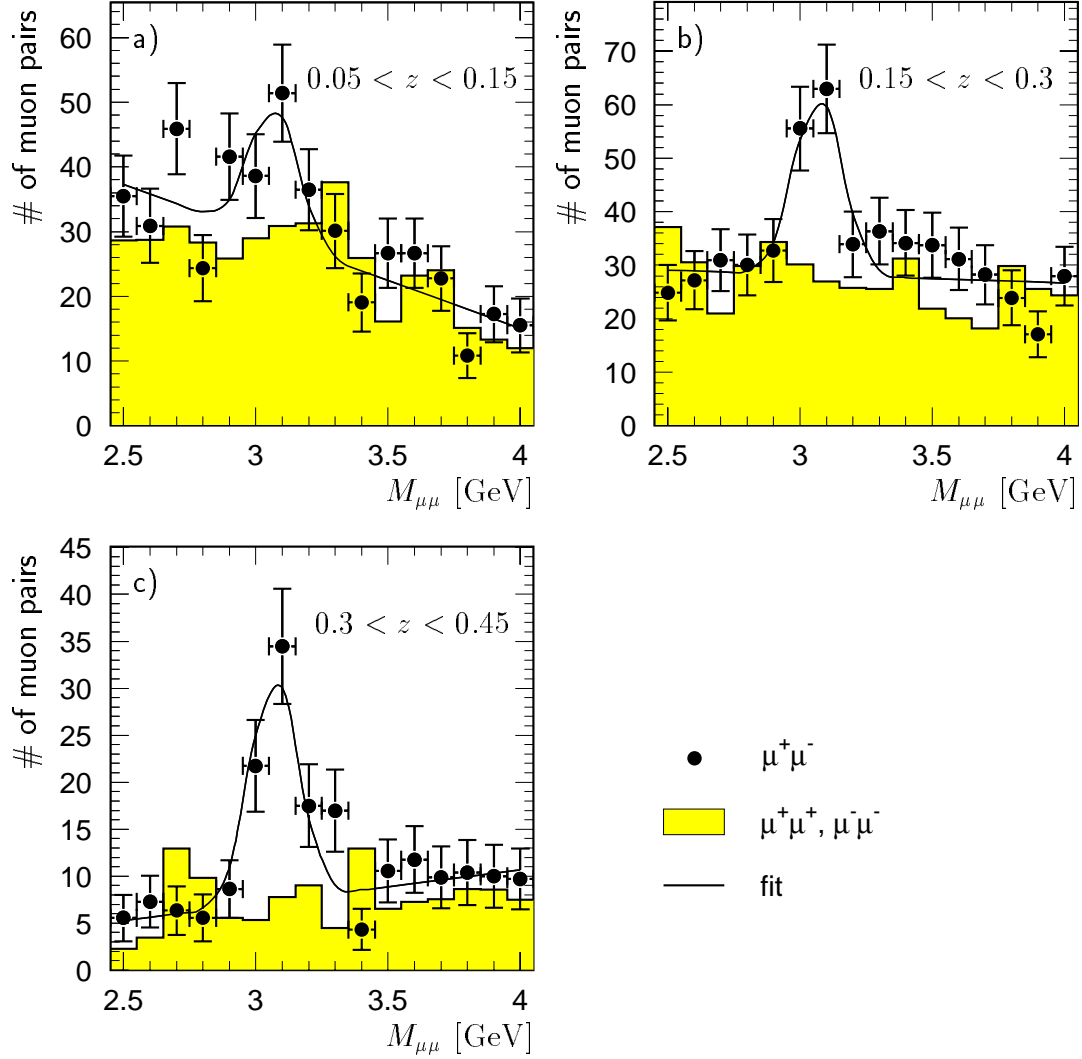 # of muon pairs
a)
0.05 < z < 0.15
60
50
40
30
20
10
0
2.5 3 3.5 4
M_μμ [GeV]
# of muon pairs
b)
0.15 < z < 0.3
70
60
50
40
30
20
10
0
2.5 3 3.5 4
M_μμ [GeV]
# of muon pairs
c)
0.3 < z < 0.45
45
40
35
30
25
20
15
10
5
0
2.5 3 3.5 4
M_μμ [GeV]
μ⁺μ⁻
μ⁺μ⁺, μ⁻μ⁻
fit